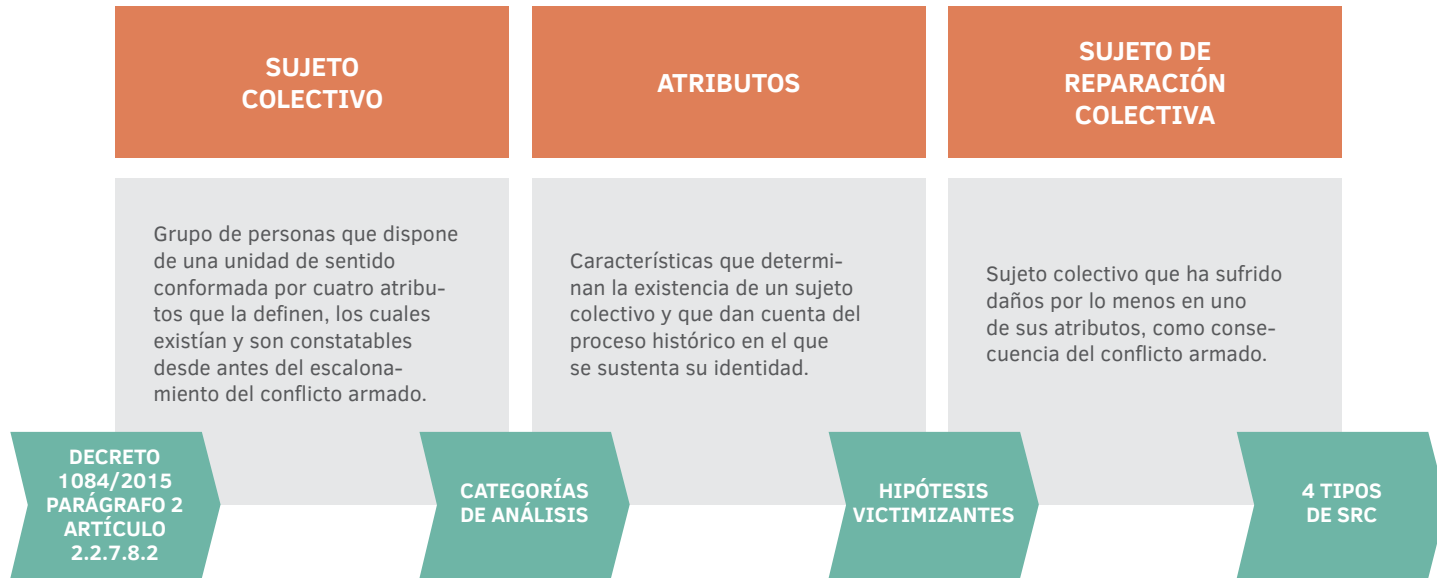 SUJETO
COLECTIVO
ATRIBUTOS
SUJETO DE
REPARACIÓN
COLECTIVA
Grupo de personas que dispone
de una unidad de sentido
conformada por cuatro atribu-
tos que la definen, los cuales
existían y son constatables
desde antes del escalona-
miento del conflicto armado.
Características que determi-
nan la existencia de un sujeto
colectivo y que dan cuenta del
proceso histórico en el que
se sustenta su identidad.
Sujeto colectivo que ha sufrido
daños por lo menos en uno
de sus atributos, como conse-
cuencia del conflicto armado.
DECRETO
1084/2015
PARÁGRAFO 2
ARTÍCULO
2.2.7.8.2
CATEGORÍAS
DE ANÁLISIS
HIPÓTESIS
VICTIMIZANTES
4 TIPOS
DE SRC